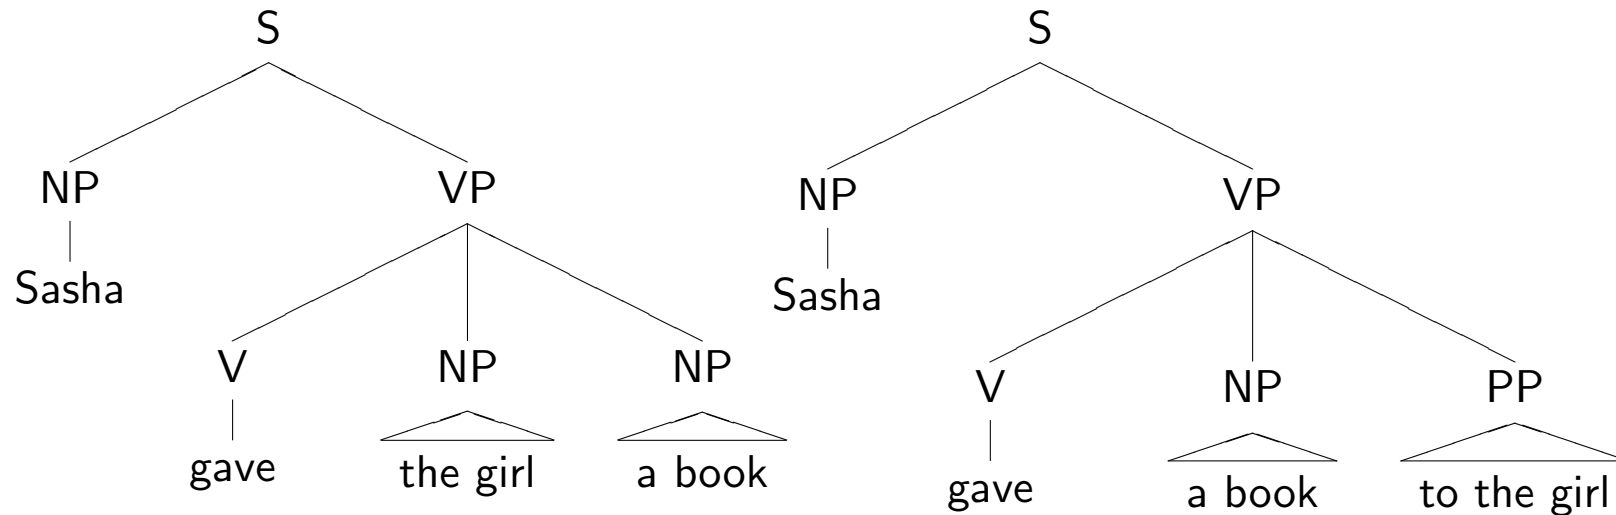 S
NP VP
Sasha
V NP NP
gave the girl a book
S
NP VP
Sasha
V NP PP
gave a book to the girl